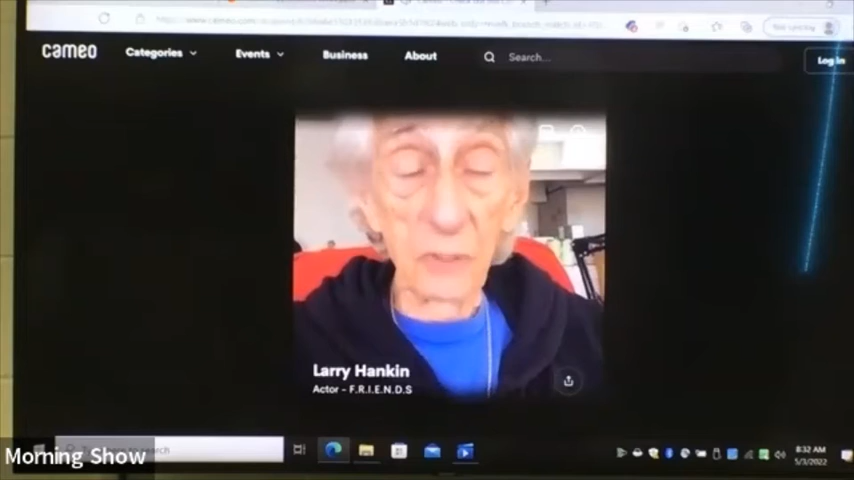 cameo
Categories
Events
Business
About
Search...
Log in
Larry Hankin
Actor - F.R.I.E.N.D.S
8:32 AM
5/3/2022
Morning Show